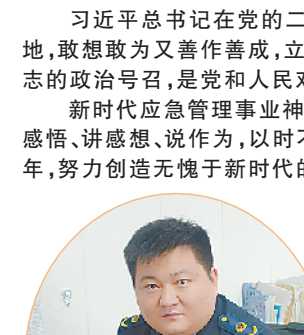 习近平总书记在党的二
地,敢想敢为又善作善成,立
志的政治号召,是党和人民对
新时代应急管理事业神
感悟、讲感想、说作为,以时不
年,努力创造无愧于新时代的